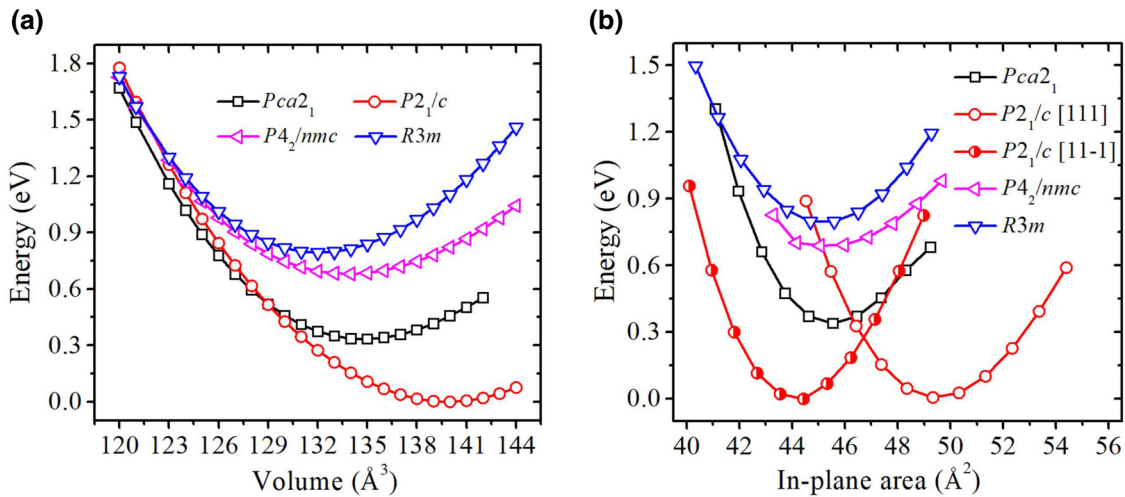 (a)
Energy (eV)
1.8
1.5
1.2
0.9
0.6
0.3
0.0
Pca2₁
P2₁/c
P4₂/nmc
R3m
120 123 126 129 132 135 138 141 144
Volume (Å³)
(b)
Energy (eV)
1.5
1.2
0.9
0.6
0.3
0.0
Pca2₁
P2₁/c [111]
P2₁/c [11-1]
P4₂/nmc
R3m
40 42 44 46 48 50 52 54 56
In-plane area (Å²)